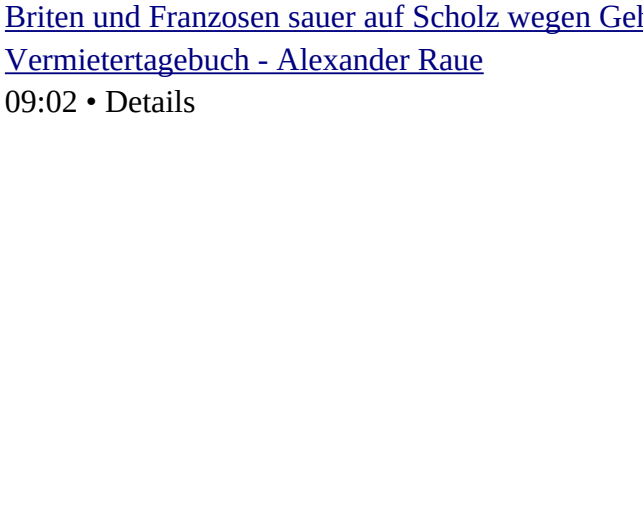 Briten und Franzosen sauer auf Scholz wegen
Vermietertagebuch - Alexander Raue
09:02 • Details